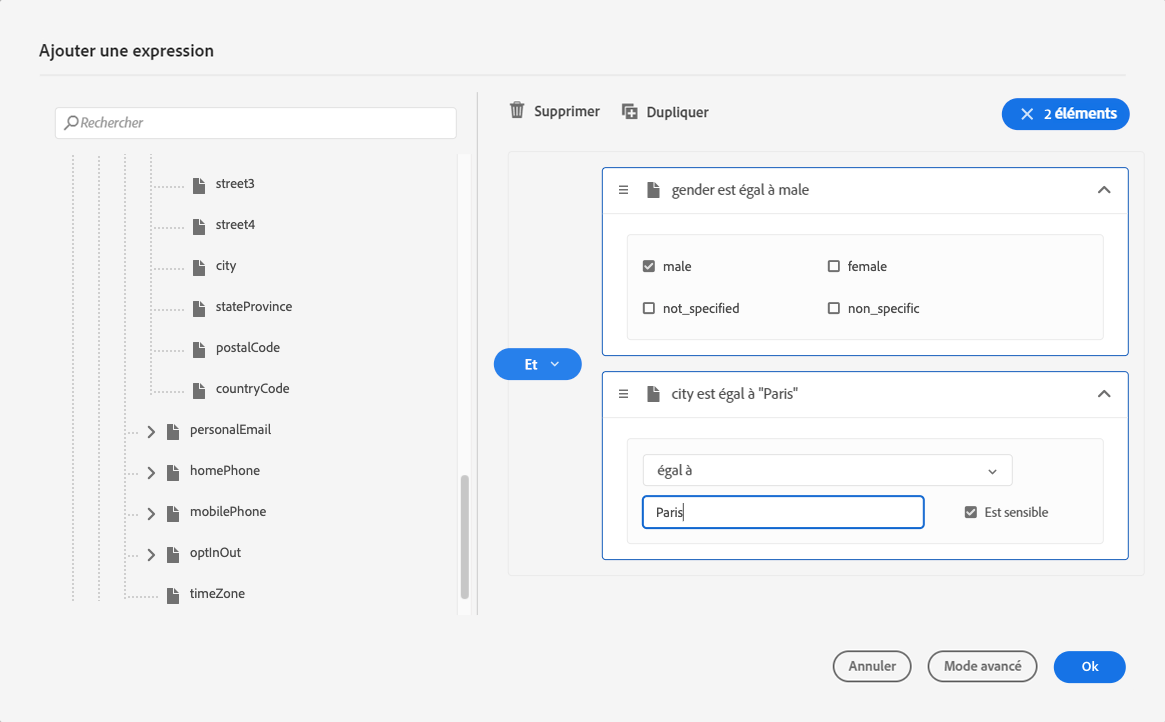 Ajouter une expression
Rechercher
street3
street4
city
stateProvince
postalCode
countryCode
personalEmail
homePhone
mobilePhone
optInOut
timeZone
Supprimer
Dupliquer
2 éléments
Et
gender est égal à male
male
female
not_specified
non_specific
city est égal à "Paris"
égal à
Paris
Est sensible
Annuler
Mode avancé
Ok